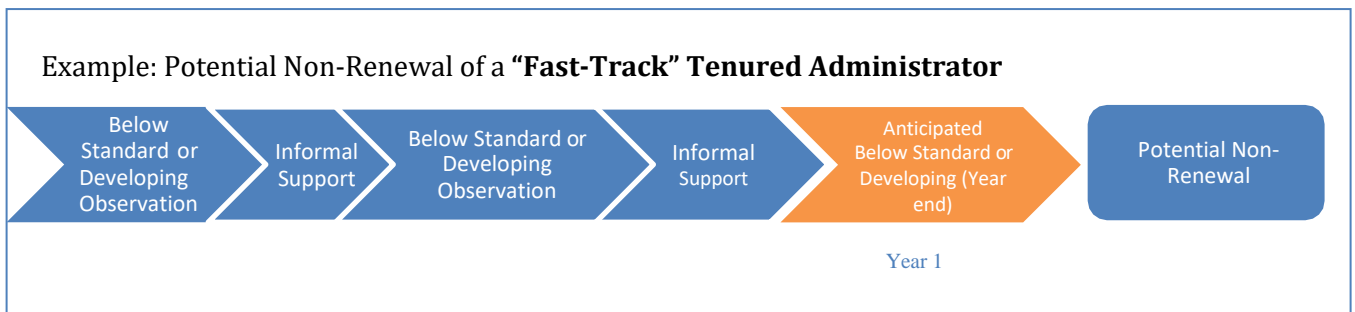 Example: Potential Non-Renewal of a “Fast-Track” Tenured Administrator
Below
Standard or
Developing
Observation
Informal
Support
Below Standard or
Developing
Observation
Informal
Support
Anticipated
Below Standard or
Developing (Year
end)
Potential Non-
Renewal
Year 1